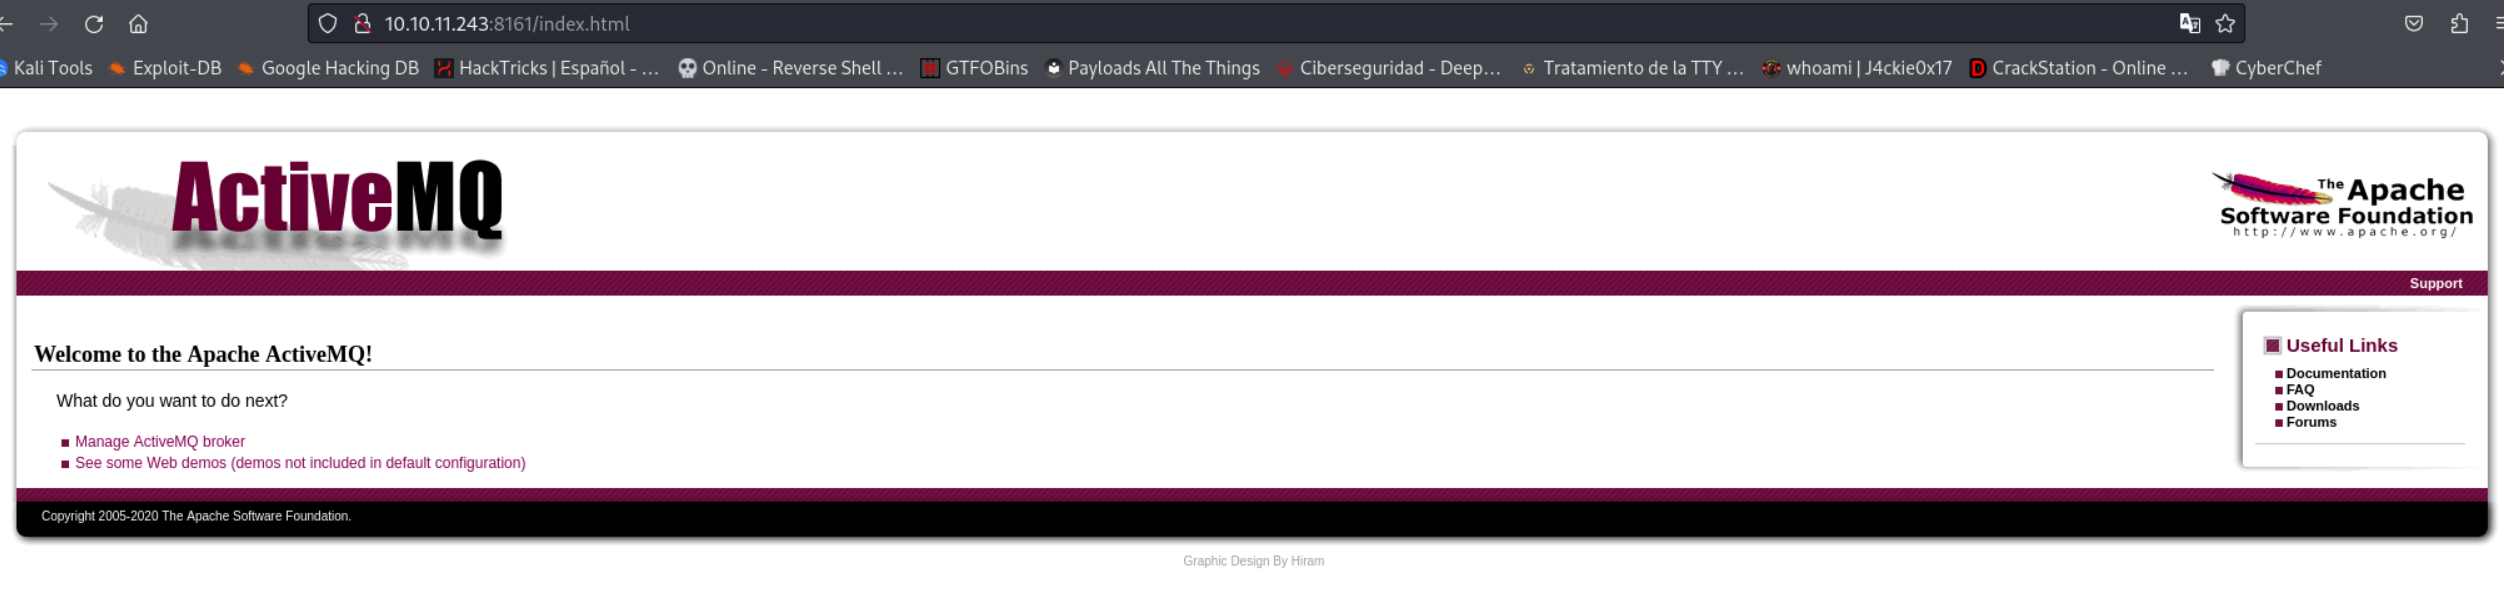 10.10.11.243:8161/index.html
Kali Tools Exploit-DB Google Hacking DB HackTricks | Español - ... Online - Reverse Shell ... GTFOBins Payloads All The Things Ciberseguridad - Deep... Tratamiento de la TTY ... whoami | J4ckie0x17 CrackStation - Online ... CyberChef
ActiveMQ
The Apache
Software Foundation
http://www.apache.org/
Support
Welcome to the Apache ActiveMQ!
What do you want to do next?
Manage ActiveMQ broker
See some Web demos (demos not included in default configuration)
Useful Links
Documentation
FAQ
Downloads
Forums
Copyright 2005-2020 The Apache Software Foundation.
Graphic Design By Hiram